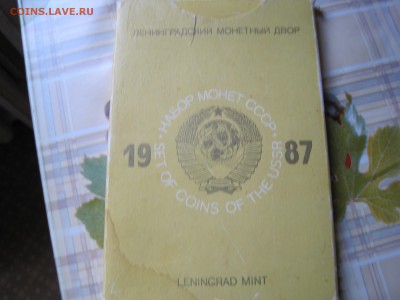 COINS.LAVE.RU
ЛЕНИНГРАДСКИЙ МОНЕТНЫЙ ДВОР
НАБОР МОНЕТ СССР
19 87
SET OF COINS OF THE USSR
LENINGRAD MINT